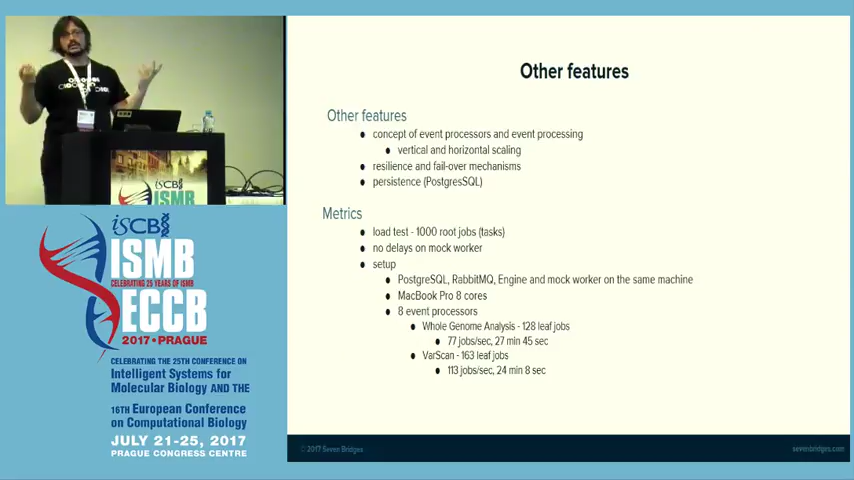 Other features
Other features
concept of event processors and event processing
vertical and horizontal scaling
resilience and fail-over mechanisms
persistence (PostgresSQL)
Metrics
load test - 1000 root jobs (tasks)
no delays on mock worker
setup
PostgreSQL, RabbitMQ, Engine and mock worker on the same machine
MacBook Pro 8 cores
8 event processors
Whole Genome Analysis - 128 leaf jobs
77 jobs/sec, 27 min 45 sec
VarScan - 163 leaf jobs
113 jobs/sec, 24 min 8 sec
© 2017 Seven Bridges
sevenbridges.com
ISCB
ISMB
iSCB
ISMB
CELEBRATING 25 YEARS OF ISMB
ECCB
2017 • PRAGUE
CELEBRATING THE 25TH CONFERENCE ON
Intelligent Systems for
Molecular Biology AND THE
16TH European Conference
on Computational Biology
JULY 21-25, 2017
PRAGUE CONGRESS CENTRE